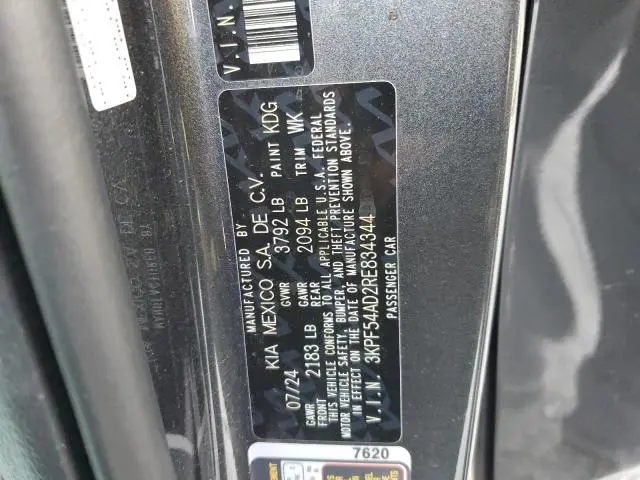 V.I.N.
MANUFACTURED BY
KIA MEXICO S.A. DE C.V.
07/24 GVWR 3792 LB PAINT KDG
GAWR FRONT 2183 LB GAWR REAR 2094 LB TRIM WK
THIS VEHICLE CONFORMS TO ALL APPLICABLE U.S.A. FEDERAL
MOTOR VEHICLE SAFETY, BUMPER, AND THEFT PREVENTION STANDARDS
IN EFFECT ON THE DATE OF MANUFACTURE SHOWN ABOVE.
V.I.N. 3KPF54AD2RE834344
PASSENGER CAR
7620